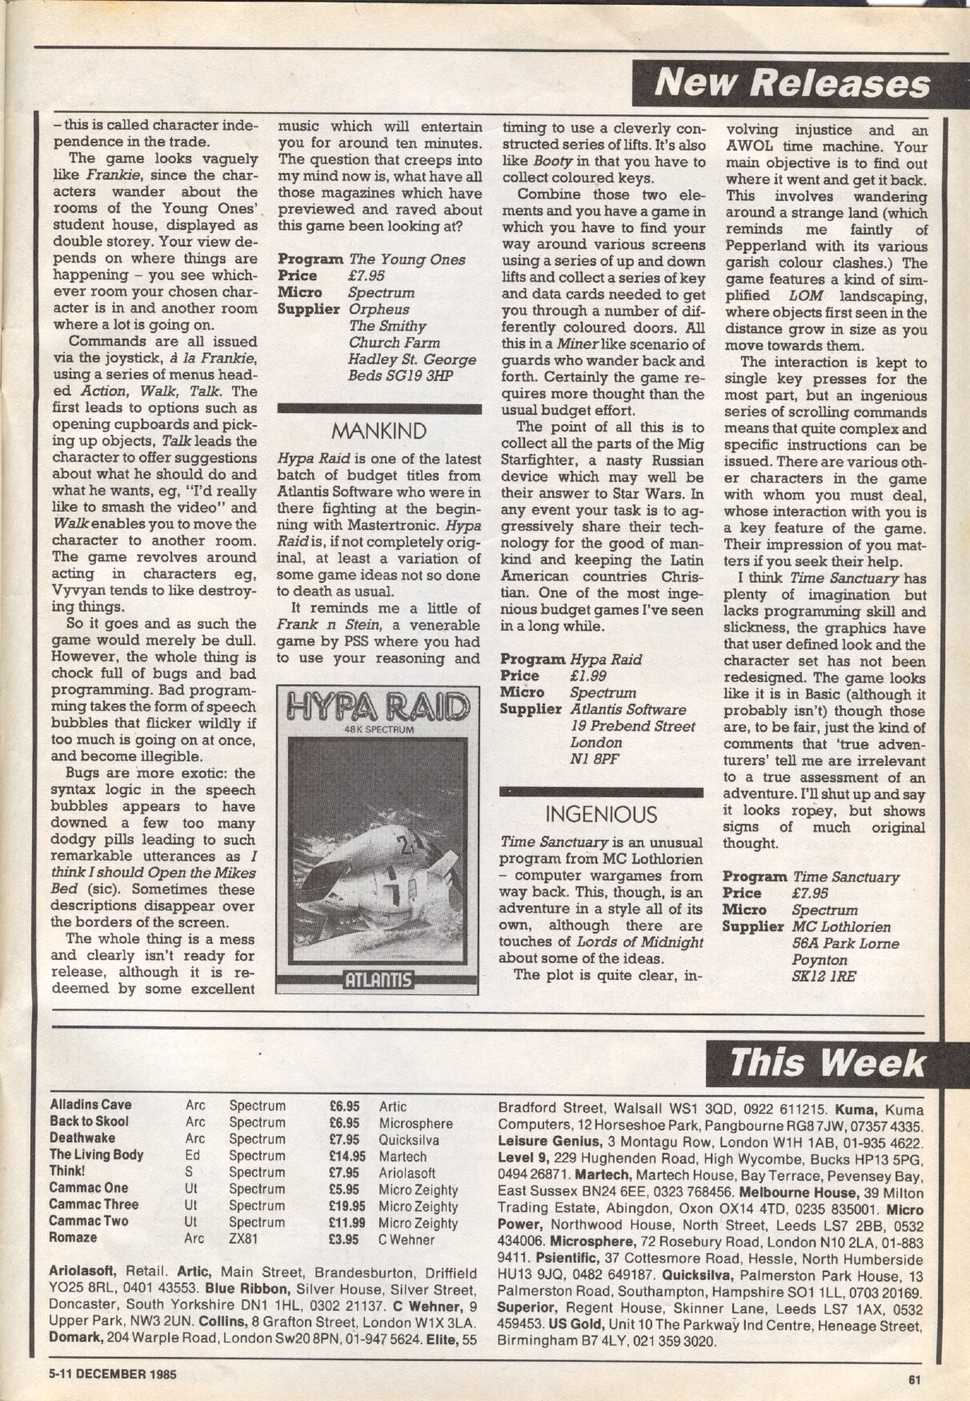 New Releases
– this is called character inde-
pendence in the trade.
The game looks vaguely
like Frankie, since the char-
acters wander about the
rooms of the Young Ones'
student house, displayed as
double storey. Your view de-
pends on where things are
happening – you see which-
ever room your chosen char-
acter is in and another room
where a lot is going on.
Commands are all issued
via the joystick, à la Frankie,
using a series of menus head-
ed Action, Walk, Talk. The
first leads to options such as
opening cupboards and pick-
ing up objects, Talk leads the
character to offer suggestions
about what he should do and
what he wants, eg, "I'd really
like to smash the video" and
Walk enables you to move the
character to another room.
The game revolves around
acting in characters eg,
Vyvyan tends to like destroy-
ing things.
So it goes and as such the
game would merely be dull.
However, the whole thing is
chock full of bugs and bad
programming. Bad program-
ming takes the form of speech
bubbles that flicker wildly if
too much is going on at once,
and become illegible.
Bugs are more exotic: the
syntax logic in the speech
bubbles appears to have
downed a few too many
dodgy pills leading to such
remarkable utterances as I
think I should Open the Mikes
Bed (sic). Sometimes these
descriptions disappear over
the borders of the screen.
The whole thing is a mess
and clearly isn't ready for
release, although it is re-
deemed by some excellent
music which will entertain
you for around ten minutes.
The question that creeps into
my mind now is, what have all
those magazines which have
previewed and raved about
this game been looking at?
Program The Young Ones
Price £7.95
Micro Spectrum
Supplier Orpheus
The Smithy
Church Farm
Hadley St. George
Beds SG19 3HP
MANKIND
Hypa Raid is one of the latest
batch of budget titles from
Atlantis Software who were in
there fighting at the begin-
ning with Mastertronic. Hypa
Raid is, if not completely orig-
inal, at least a variation of
some game ideas not so done
to death as usual.
It reminds me a little of
Frank n Stein, a venerable
game by PSS where you had
to use your reasoning and
HYPA RAID
48K SPECTRUM
ATLANTIS
timing to use a cleverly con-
structed series of lifts. It's also
like Booty in that you have to
collect coloured keys.
Combine those two ele-
ments and you have a game in
which you have to find your
way around various screens
using a series of up and down
lifts and collect a series of key
and data cards needed to get
you through a number of dif-
ferently coloured doors. All
this in a Miner like scenario of
guards who wander back and
forth. Certainly the game re-
quires more thought than the
usual budget effort.
The point of all this is to
collect all the parts of the Mig
Starfighter, a nasty Russian
device which may well be
their answer to Star Wars. In
any event your task is to ag-
gressively share their tech-
nology for the good of man-
kind and keeping the Latin
American countries Chris-
tian. One of the most inge-
nious budget games I've seen
in a long while.
Program Hypa Raid
Price £1.99
Micro Spectrum
Supplier Atlantis Software
19 Prebend Street
London
N1 8PF
INGENIOUS
Time Sanctuary is an unusual
program from MC Lothlorien
– computer wargames from
way back. This, though, is an
adventure in a style all of its
own, although there are
touches of Lords of Midnight
about some of the ideas.
The plot is quite clear, in-
volving injustice and an
AWOL time machine. Your
main objective is to find out
where it went and get it back.
This involves wandering
around a strange land (which
reminds me faintly of
Pepperland with its various
garish colour clashes.) The
game features a kind of sim-
plified LOM landscaping,
where objects first seen in the
distance grow in size as you
move towards them.
The interaction is kept to
single key presses for the
most part, but an ingenious
series of scrolling commands
means that quite complex and
specific instructions can be
issued. There are various oth-
er characters in the game
with whom you must deal,
whose interaction with you is
a key feature of the game.
Their impression of you mat-
ters if you seek their help.
I think Time Sanctuary has
plenty of imagination but
lacks programming skill and
slickness, the graphics have
that user defined look and the
character set has not been
redesigned. The game looks
like it is in Basic (although it
probably isn't) though those
are, to be fair, just the kind of
comments that 'true adven-
turers' tell me are irrelevant
to a true assessment of an
adventure. I'll shut up and say
it looks ropey, but shows
signs of much original
thought.
Program Time Sanctuary
Price £7.95
Micro Spectrum
Supplier MC Lothlorien
56A Park Lorne
Poynton
SK12 1RE
This Week
Alladins Cave Arc Spectrum £6.95 Artic
Back to Skool Arc Spectrum £6.95 Microsphere
Deathwake Arc Spectrum £7.95 Quicksilva
The Living Body Ed Spectrum £14.95 Martech
Think! S Spectrum £7.95 Ariolasoft
Cammac One Ut Spectrum £5.95 Micro Zeighty
Cammac Three Ut Spectrum £19.95 Micro Zeighty
Cammac Two Ut Spectrum £11.99 Micro Zeighty
Romaze Arc ZX81 £3.95 C Wehner
Ariolasoft, Retail. Artic, Main Street, Brandesburton, Driffield
YO25 8RL, 0401 43553. Blue Ribbon, Silver House, Silver Street,
Doncaster, South Yorkshire DN1 1HL, 0302 21137. C Wehner, 9
Upper Park, NW3 2UN. Collins, 8 Grafton Street, London W1X 3LA.
Domark, 204 Warple Road, London Sw20 8PN, 01-947 5624. Elite, 55
Bradford Street, Walsall WS1 3QD, 0922 611215. Kuma, Kuma
Computers, 12 Horseshoe Park, Pangbourne RG8 7JW, 07357 4335.
Leisure Genius, 3 Montagu Row, London W1H 1AB, 01-935 4622.
Level 9, 229 Hughenden Road, High Wycombe, Bucks HP13 5PG,
0494 26871. Martech, Martech House, Bay Terrace, Pevensey Bay,
East Sussex BN24 6EE, 0323 768456. Melbourne House, 39 Milton
Trading Estate, Abingdon, Oxon OX14 4TD, 0235 835001. Micro
Power, Northwood House, North Street, Leeds LS7 2BB, 0532
434006. Microsphere, 72 Rosebury Road, London N10 2LA, 01-883
9411. Psientific, 37 Cottesmore Road, Hessle, North Humberside
HU13 9JQ, 0482 649187. Quicksilva, Palmerston Park House, 13
Palmerston Road, Southampton, Hampshire SO1 1LL, 0703 20169.
Superior, Regent House, Skinner Lane, Leeds LS7 1AX, 0532
459453. US Gold, Unit 10 The Parkway Ind Centre, Heneage Street,
Birmingham B7 4LY, 021 359 3020.
5-11 DECEMBER 1985
61